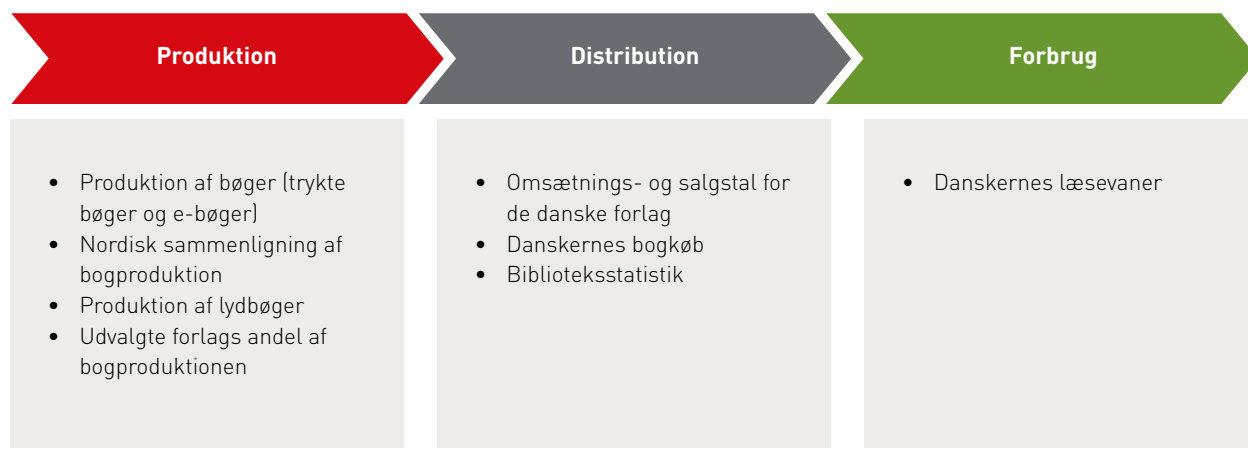 Produktion
Distribution
Forbrug
• Produktion af bøger (trykte
bøger og e-bøger)
• Nordisk sammenligning af
bogproduktion
• Produktion af lydbøger
• Udvalgte forlags andel af
bogproduktionen
• Omsætnings- og salgstal for
de danske forlag
• Danskernes bogkøb
• Biblioteksstatistik
• Danskernes læsevaner